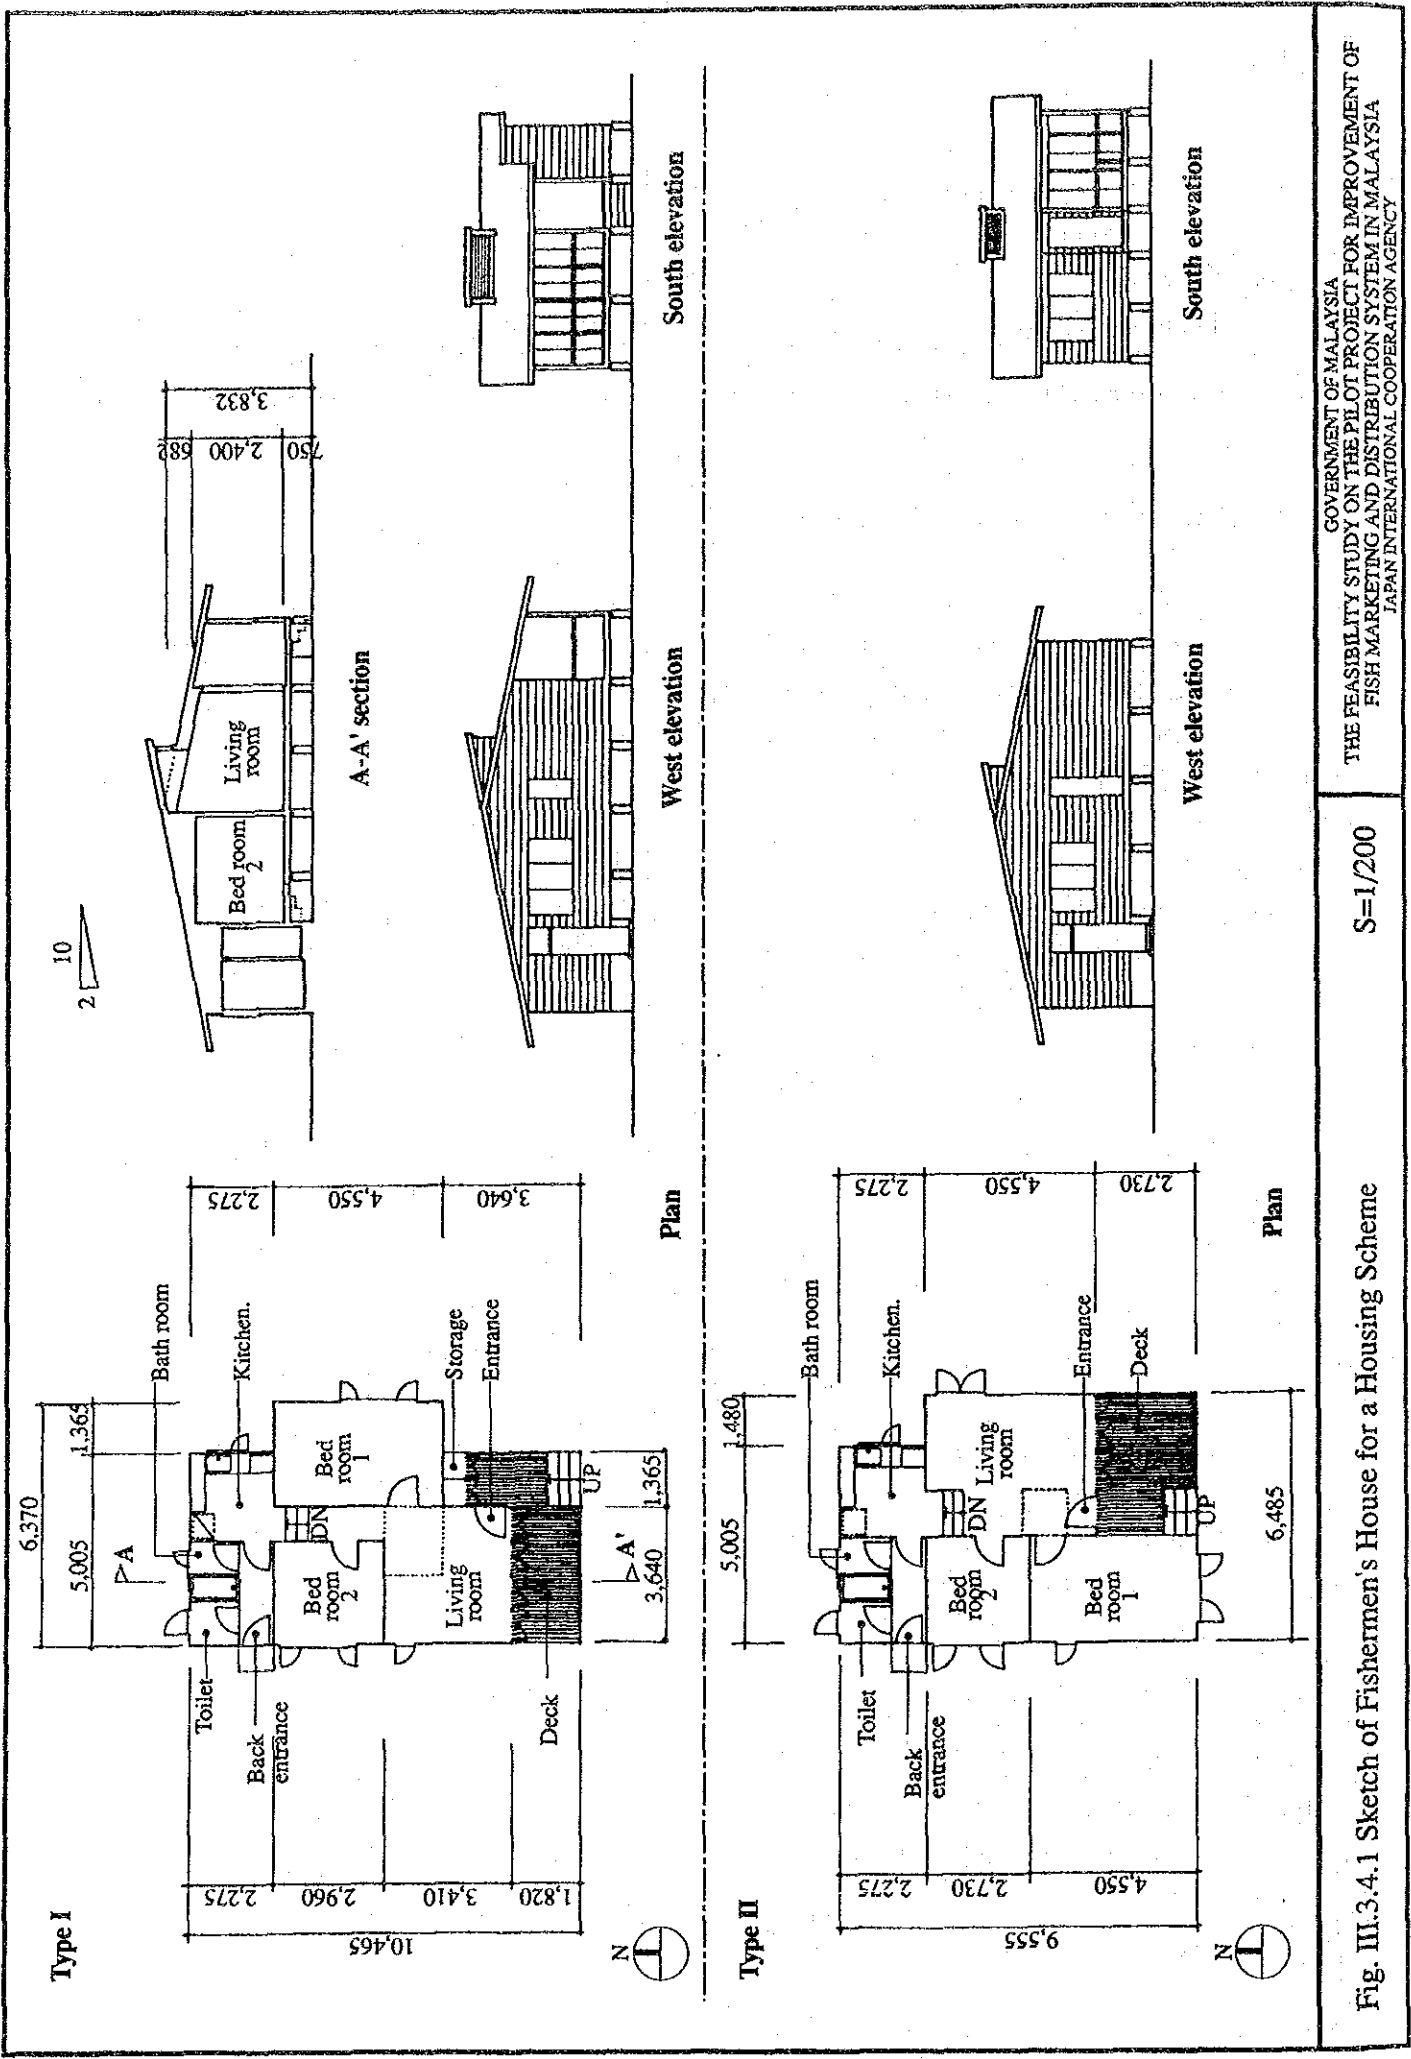 Type I
6,370
5,005
1,365
Bath room
Kitchen.
Storage
Entrance
Toilet
Back
entrance
Deck
Bed
room
1
Bed
room
2
Living
room
DN
UP
A
A'
3,640
1,365
10,465
2,275
2,960
3,410
1,820
2,275
4,550
3,640
N
Plan
2
10
Bed room
2
Living
room
682
2,400
750
3,832
A-A' section
West elevation
South elevation
Type II
5,005
1,480
Bath room
Kitchen.
Entrance
Deck
Toilet
Back
entrance
Bed
room
2
Bed
room
1
Living
room
DN
UP
6,485
9,555
2,275
2,730
4,550
2,275
4,550
2,730
N
Plan
West elevation
South elevation
Fig. III.3.4.1 Sketch of Fishermen's House for a Housing Scheme
S=1/200
GOVERNMENT OF MALAYSIA
THE FEASIBILITY STUDY ON THE PILOT PROJECT FOR IMPROVEMENT OF
FISH MARKETING AND DISTRIBUTION SYSTEM IN MALAYSIA
JAPAN INTERNATIONAL COOPERATION AGENCY